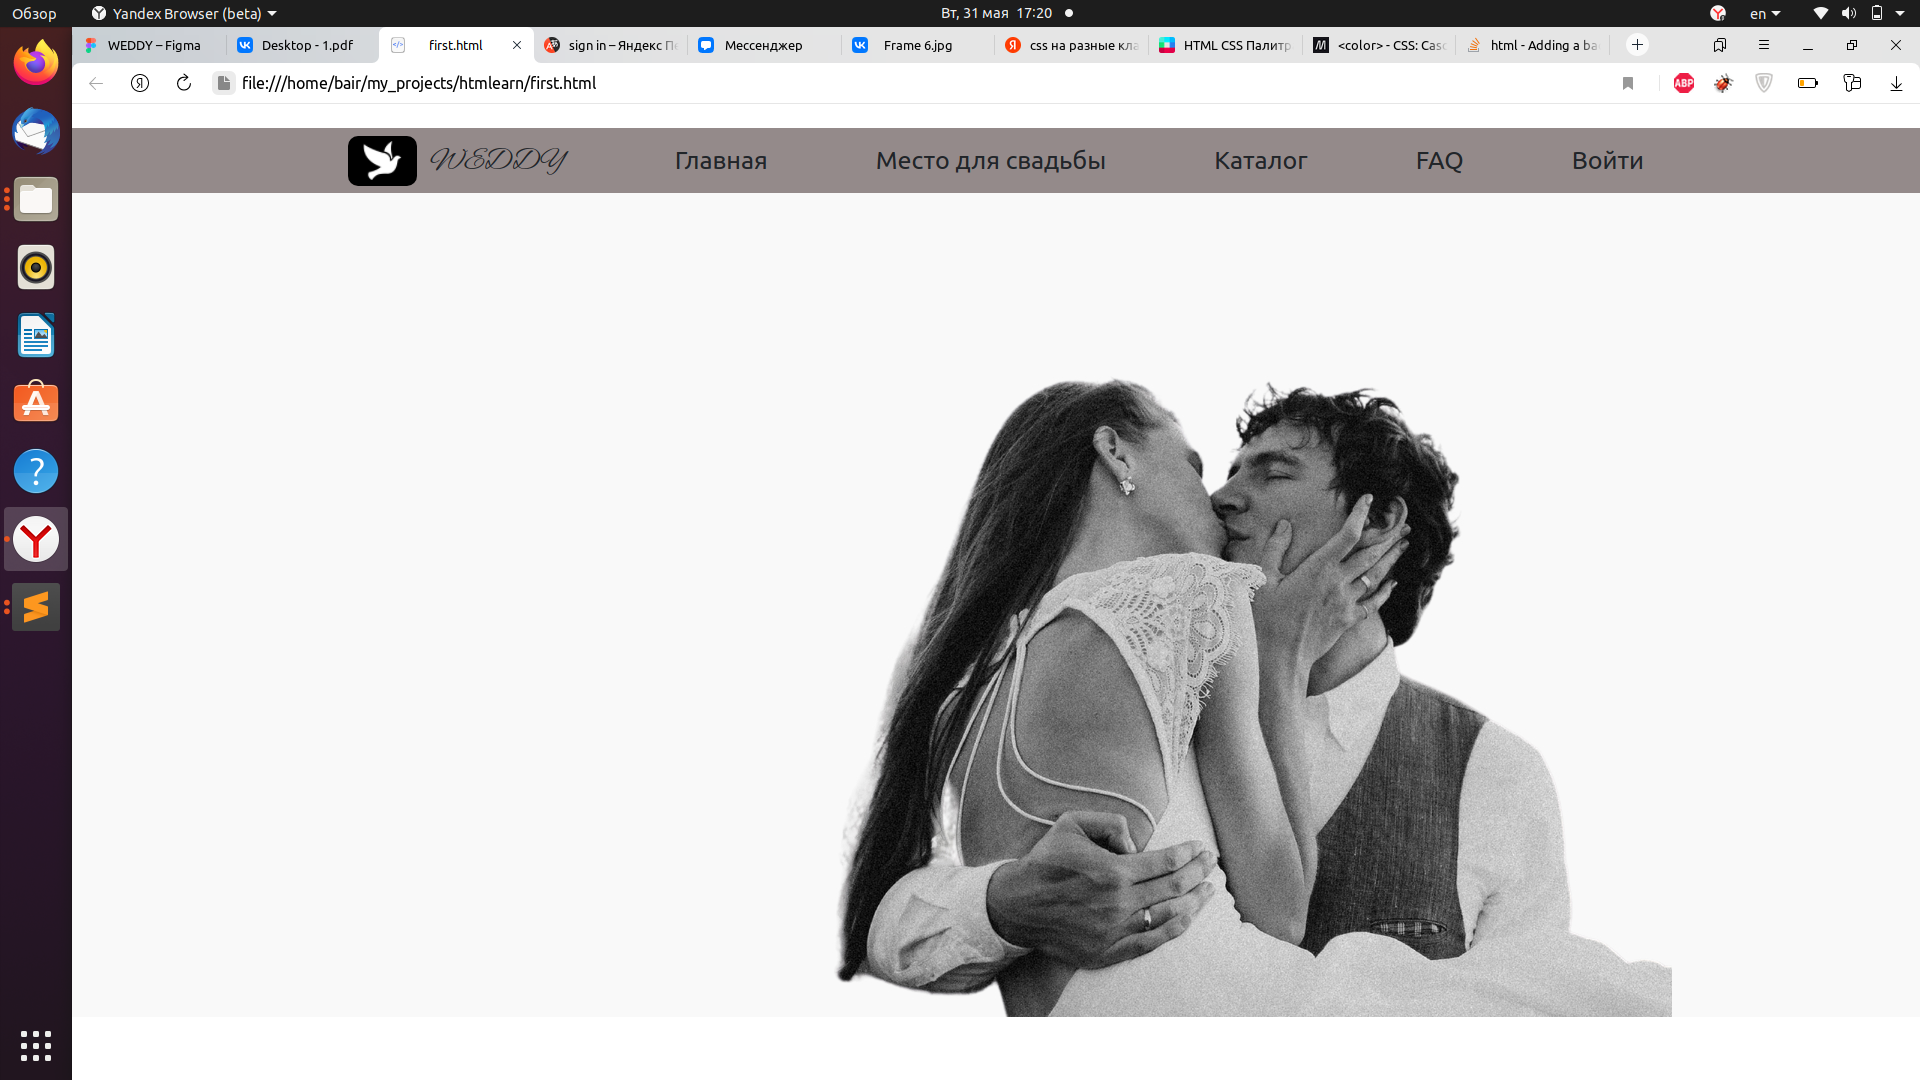 Обзор
Yandex Browser (beta)
Вт, 31 мая 17:20
en
WEDDY – Figma
Desktop - 1.pdf
first.html
sign in – Яндекс П
Мессенджер
Frame 6.jpg
css на разные кла
HTML CSS Палитр
<color> - CSS: Casc
html - Adding a ba
file:///home/bair/my_projects/htmlearn/first.html
ABP
WEDDY
Главная
Место для свадьбы
Каталог
FAQ
Войти